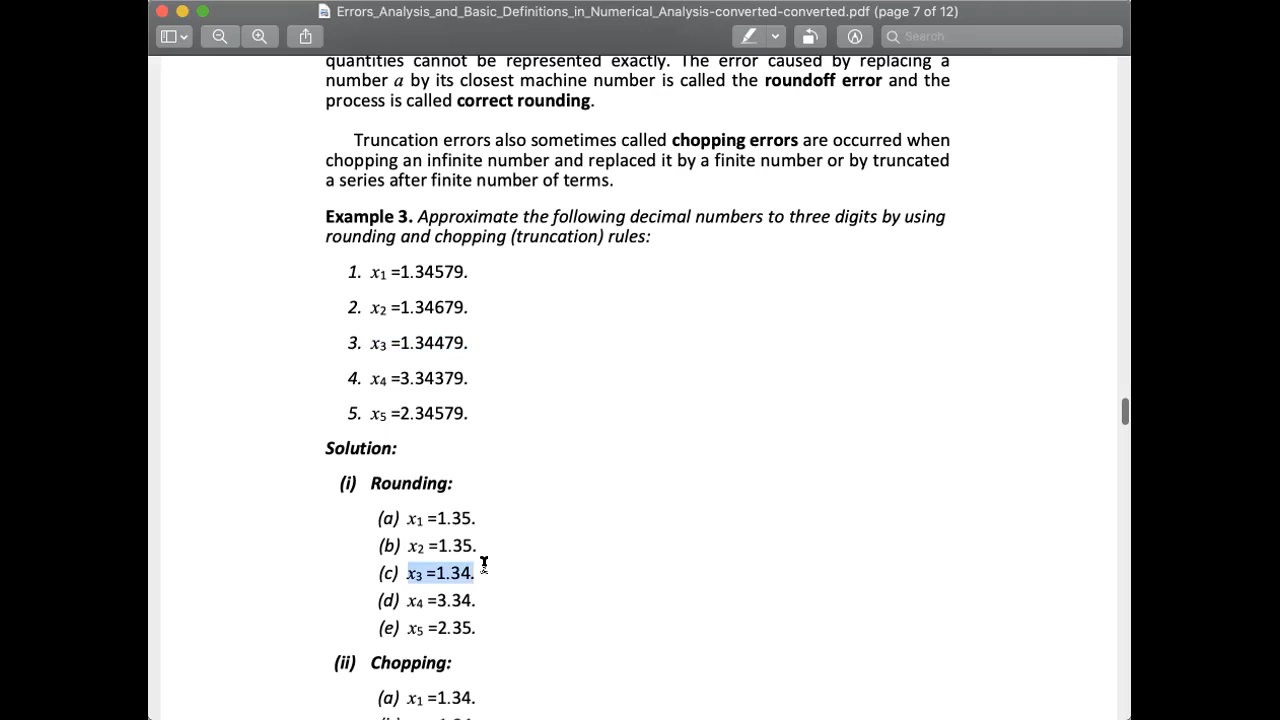 Errors_Analysis_and_Basic_Definitions_in_Numerical_Analysis-converted-converted.pdf (page 7 of 12)
Search
quantities cannot be represented exactly. The error caused by replacing a
number a by its closest machine number is called the roundoff error and the
process is called correct rounding.
Truncation errors also sometimes called chopping errors are occurred when
chopping an infinite number and replaced it by a finite number or by truncated
a series after finite number of terms.
Example 3. Approximate the following decimal numbers to three digits by using
rounding and chopping (truncation) rules:
1. x₁ =1.34579.
2. x₂ =1.34679.
3. x₃ =1.34479.
4. x₄ =3.34379.
5. x₅ =2.34579.
Solution:
(i) Rounding:
(a) x₁ =1.35.
(b) x₂ =1.35.
(c) x₃ =1.34.
(d) x₄ =3.34.
(e) x₅ =2.35.
(ii) Chopping:
(a) x₁ =1.34.